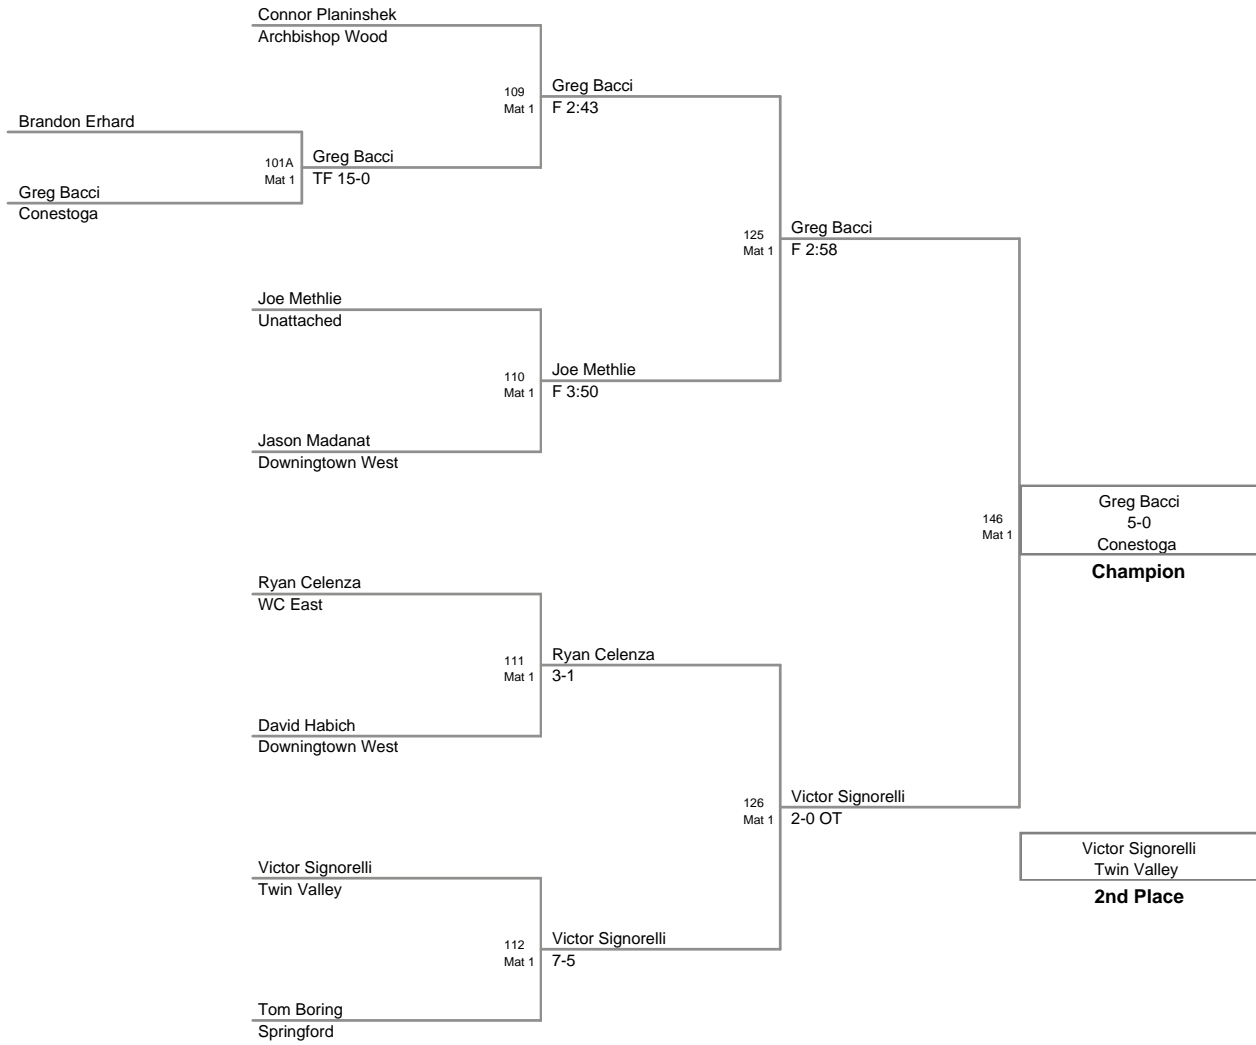 Connor Planinshek
Archbishop Wood
109
Mat 1
Greg Bacci
F 2:43
Brandon Erhard
101A
Mat 1
Greg Bacci
TF 15-0
Greg Bacci
Conestoga
125
Mat 1
Greg Bacci
F 2:58
Joe Methlie
Unattached
110
Mat 1
Joe Methlie
F 3:50
Jason Madanat
Downingtown West
146
Mat 1
Greg Bacci
5-0
Conestoga
Champion
Ryan Celenza
WC East
111
Mat 1
Ryan Celenza
3-1
David Habich
Downingtown West
126
Mat 1
Victor Signorelli
2-0 OT
Victor Signorelli
Twin Valley
2nd Place
Victor Signorelli
Twin Valley
112
Mat 1
Victor Signorelli
7-5
Tom Boring
Springford